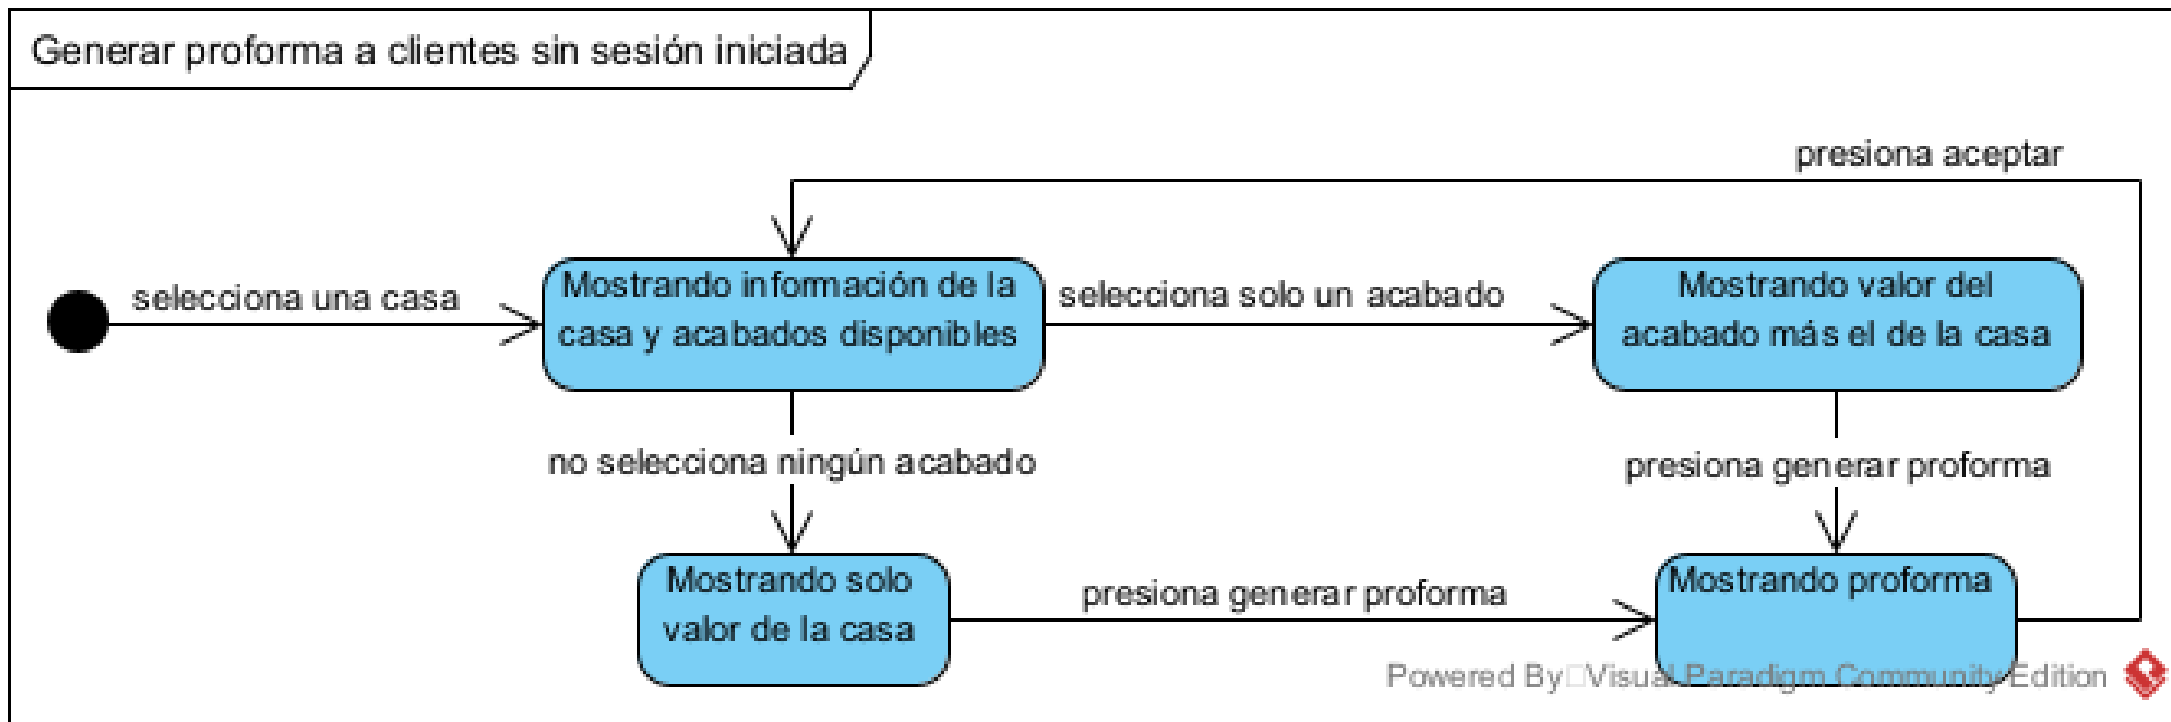 Generar proforma a clientes sin sesión iniciada
presiona aceptar
selecciona una casa
Mostrando información de la
casa y acabados disponibles
selecciona solo un acabado
Mostrando valor del
acabado más el de la casa
no selecciona ningún acabado
presiona generar proforma
Mostrando solo
valor de la casa
presiona generar proforma
Mostrando proforma
Powered By Visual Paradigm Community Edition